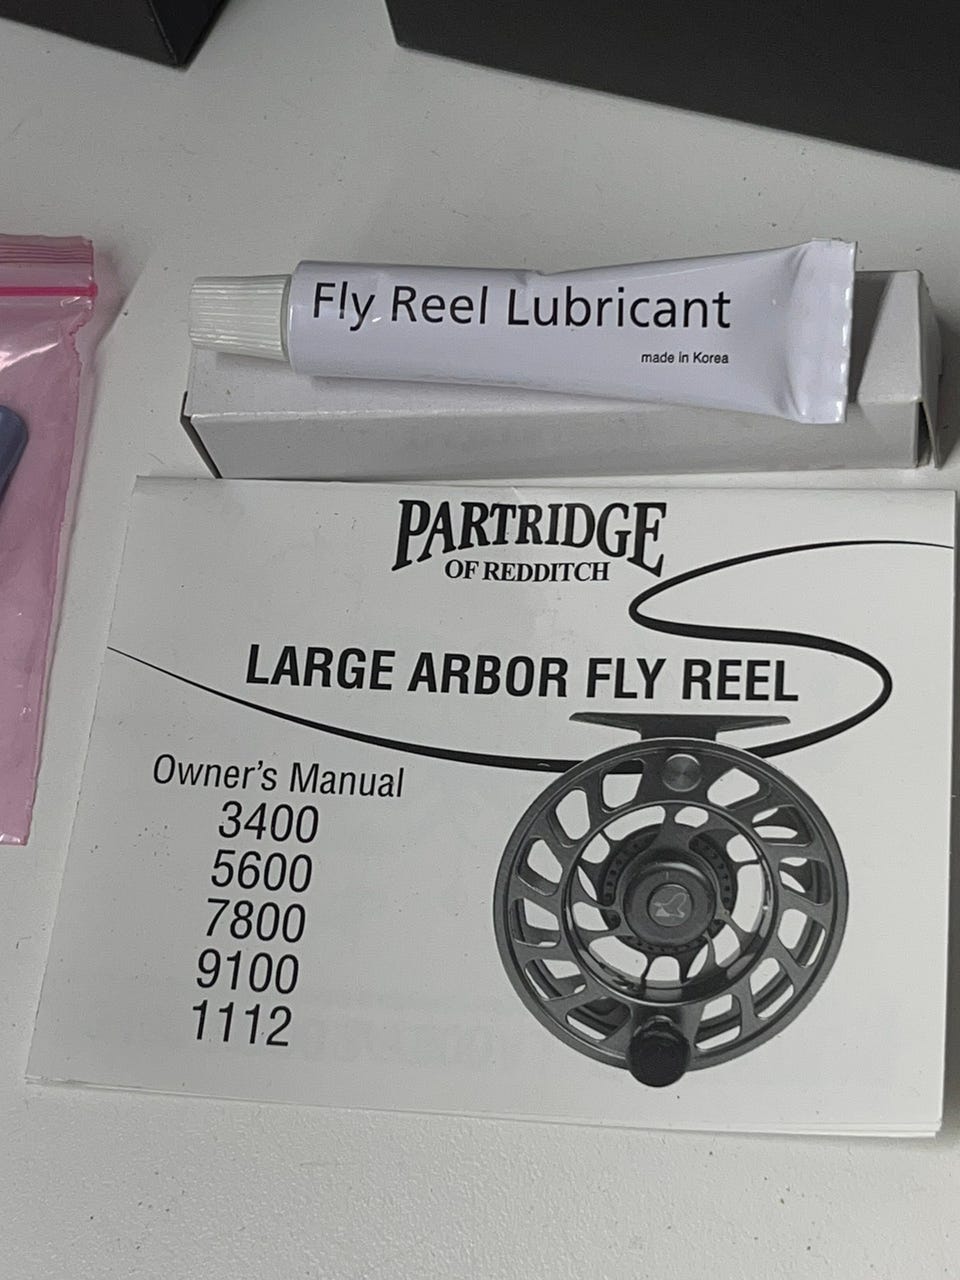 Fly Reel Lubricant
made in Korea
PARTRIDGE
OF REDDITCH
LARGE ARBOR FLY REEL
Owner's Manual
3400
5600
7800
9100
1112